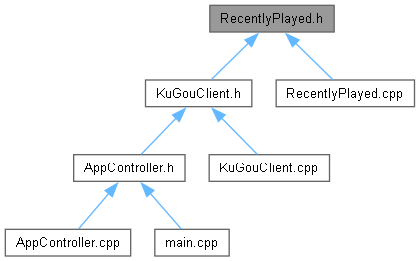 RecentlyPlayed.h
KuGouClient.h
RecentlyPlayed.cpp
AppController.h
KuGouClient.cpp
AppController.cpp
main.cpp